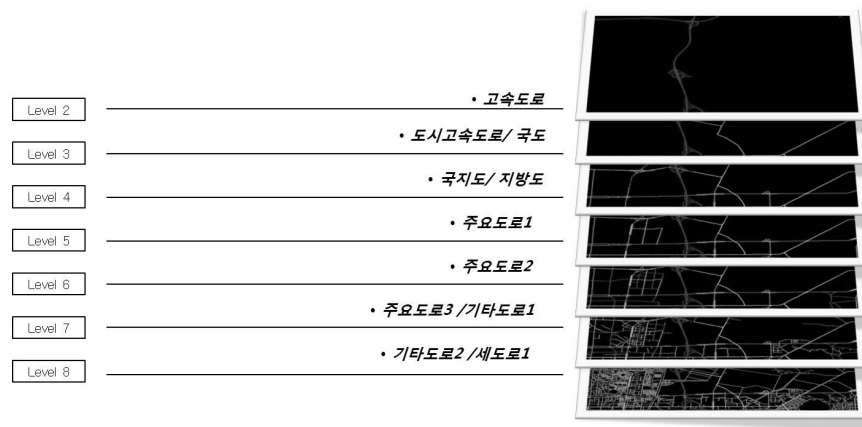 • 고속도로
Level 2
• 도시고속도로/ 국도
Level 3
• 국지도/ 지방도
Level 4
• 주요도로1
Level 5
• 주요도로2
Level 6
• 주요도로3 /기타도로1
Level 7
• 기타도로2 /세도로1
Level 8